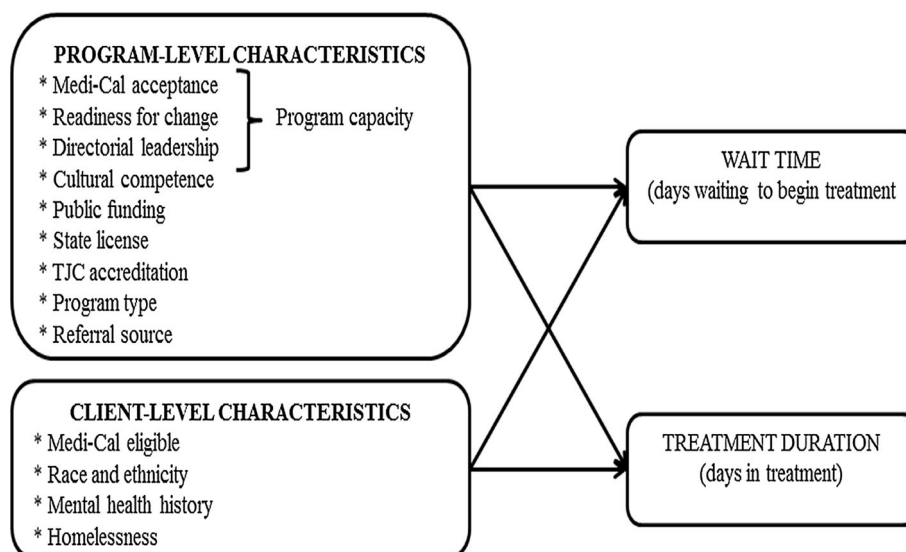 PROGRAM-LEVEL CHARACTERISTICS
* Medi-Cal acceptance
* Readiness for change
* Directorial leadership
Program capacity
* Cultural competence
* Public funding
* State license
* TJC accreditation
* Program type
* Referral source
CLIENT-LEVEL CHARACTERISTICS
* Medi-Cal eligible
* Race and ethnicity
* Mental health history
* Homelessness
WAIT TIME
(days waiting to begin treatment
TREATMENT DURATION
(days in treatment)